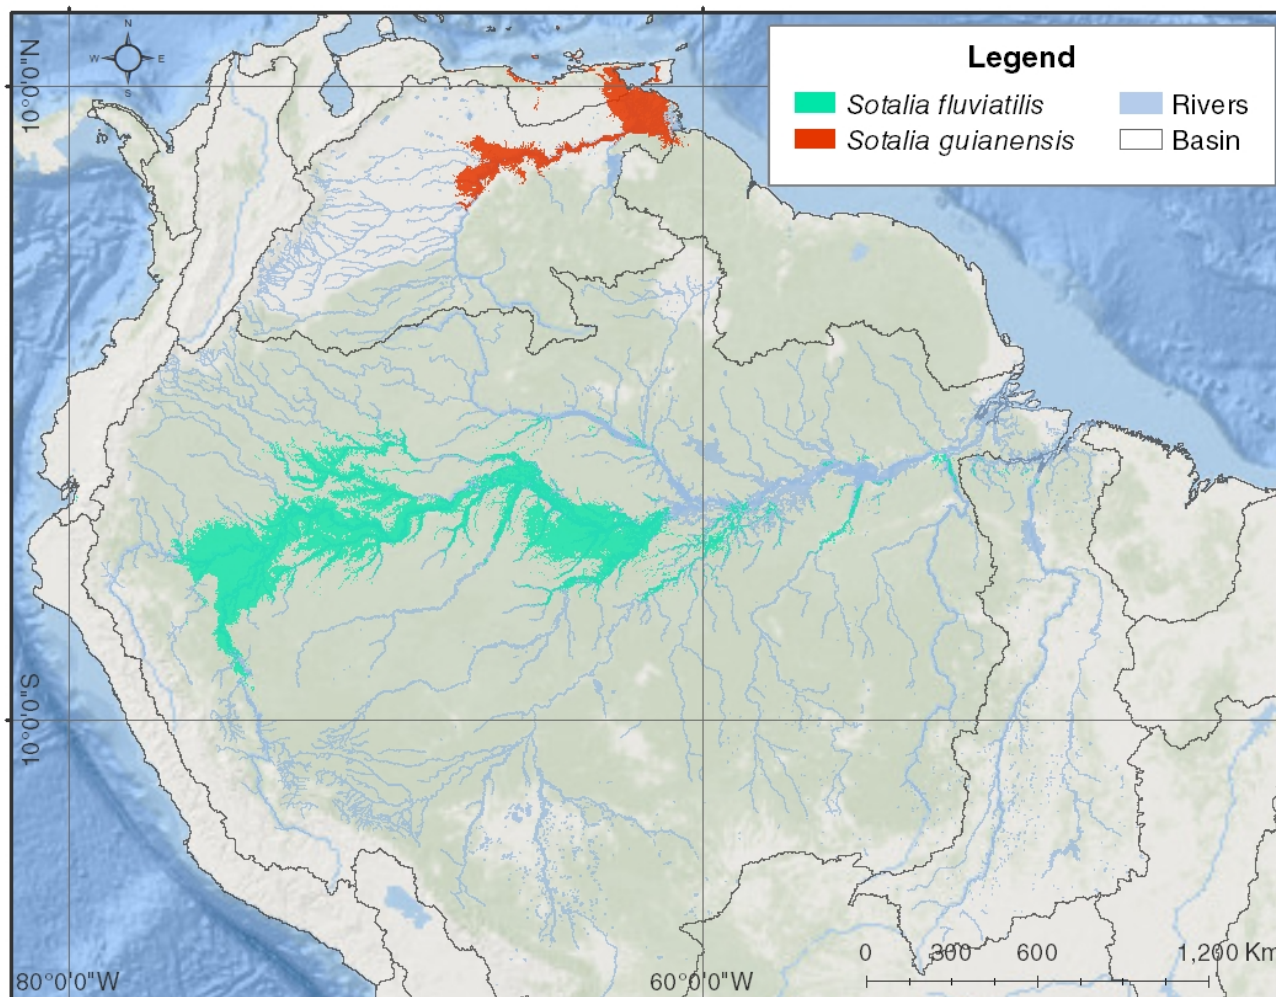 N
W E
S
10°0'0"N
Legend
Sotalia fluviatilis
Rivers
Sotalia guianensis
Basin
10°0'0"S
0 300 600 1,200 Km
80°0'0"W
60°0'0"W